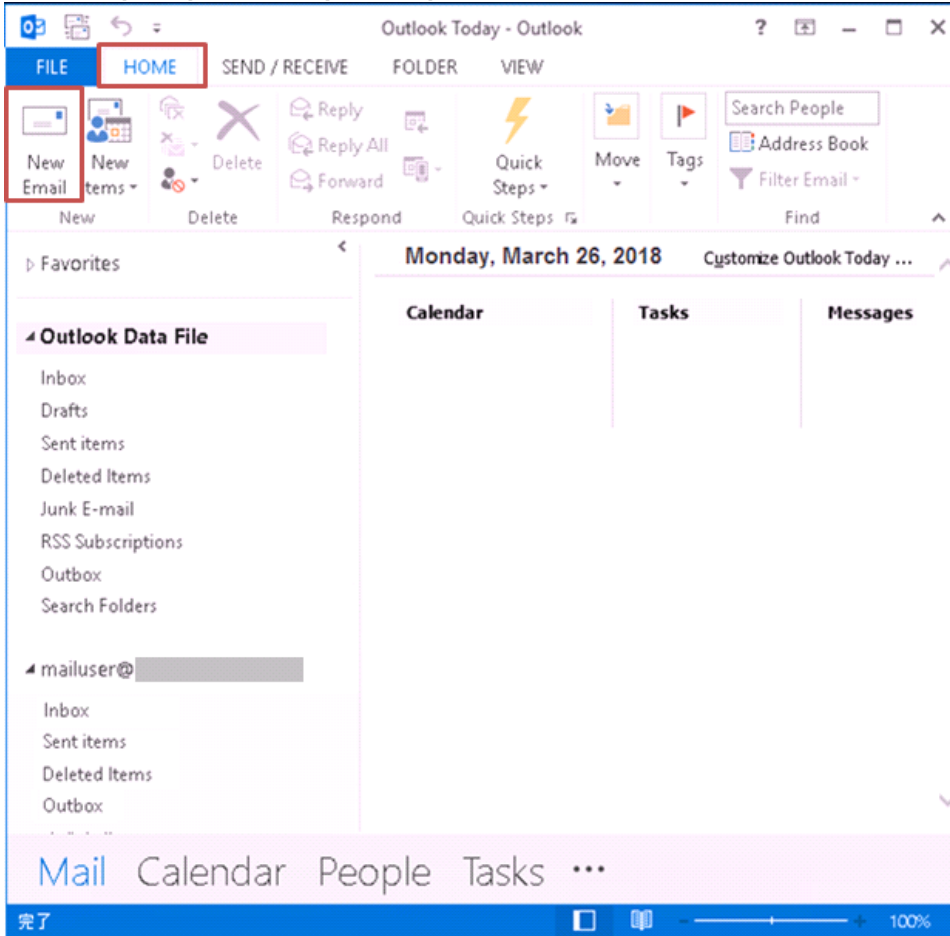 Outlook Today - Outlook
FILE HOME SEND / RECEIVE FOLDER VIEW
New Email
New Items
Delete
Reply
Reply All
Forward
Quick Steps
Move
Tags
Search People
Address Book
Filter Email
New Delete Respond Quick Steps Find
Favorites
Monday, March 26, 2018 Customize Outlook Today ...
Calendar Tasks Messages
Outlook Data File
Inbox
Drafts
Sent items
Deleted Items
Junk E-mail
RSS Subscriptions
Outbox
Search Folders
mailuser@
Inbox
Sent items
Deleted Items
Outbox
Mail Calendar People Tasks ...
完了 100%